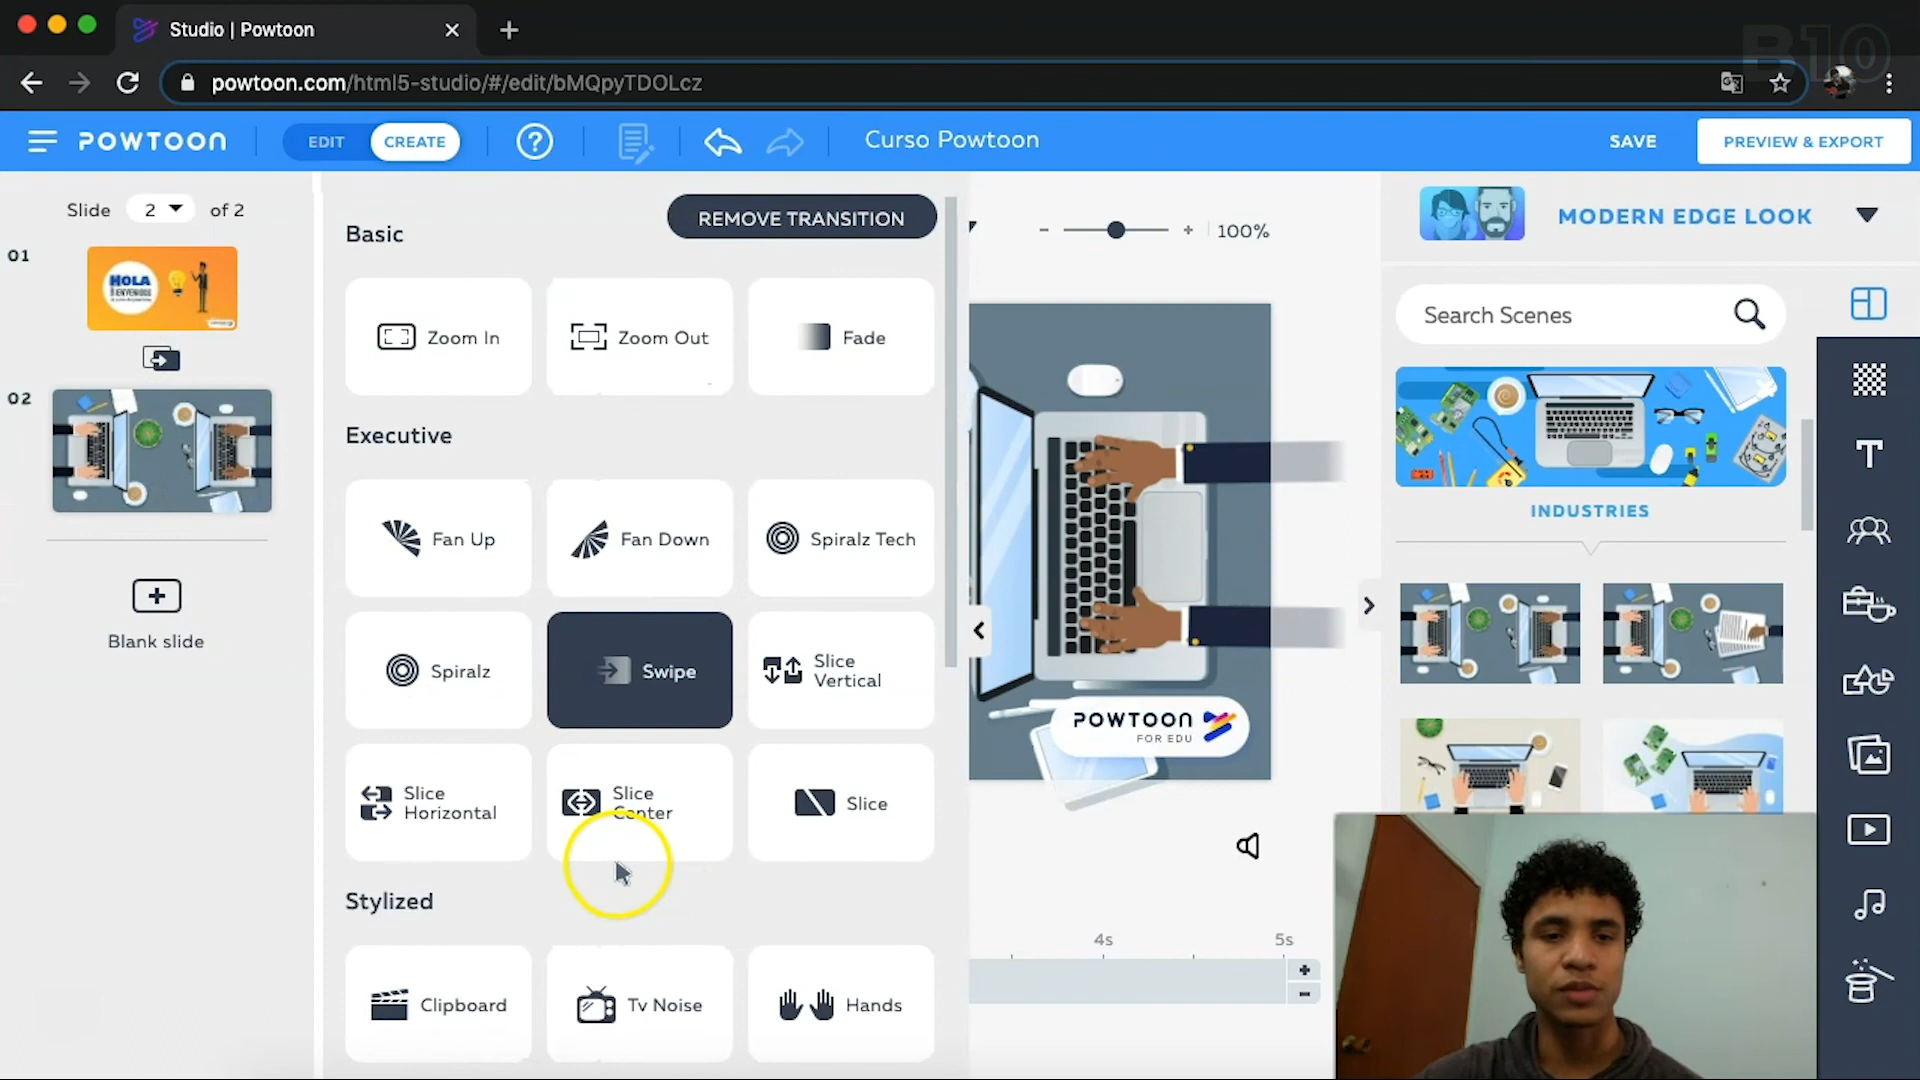 Studio | Powtoon
B10
powtoon.com/html5-studio/#/edit/bMQpyTDOLcz
POWTOON
EDIT
CREATE
Curso Powtoon
SAVE
PREVIEW & EXPORT
Slide 2 of 2
01
HOLA
BIENVENIDOS
02
Blank slide
Basic
REMOVE TRANSITION
Zoom In
Zoom Out
Fade
Executive
Fan Up
Fan Down
Spiralz Tech
Spiralz
Swipe
Slice
Vertical
Slice
Horizontal
Slice
Center
Slice
Stylized
Clipboard
Tv Noise
Hands
100%
POWTOON
FOR EDU
4s
5s
MODERN EDGE LOOK
Search Scenes
INDUSTRIES